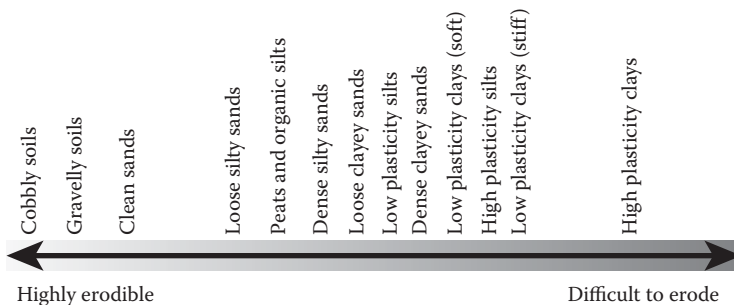 Cobbly soils
Gravelly soils
Clean sands
Loose silty sands
Peats and organic silts
Dense silty sands
Loose clayey sands
Low plasticity silts
Dense clayey sands
Low plasticity clays (soft)
High plasticity silts
Low plasticity clays (stiff)
High plasticity clays
Highly erodible
Difficult to erode